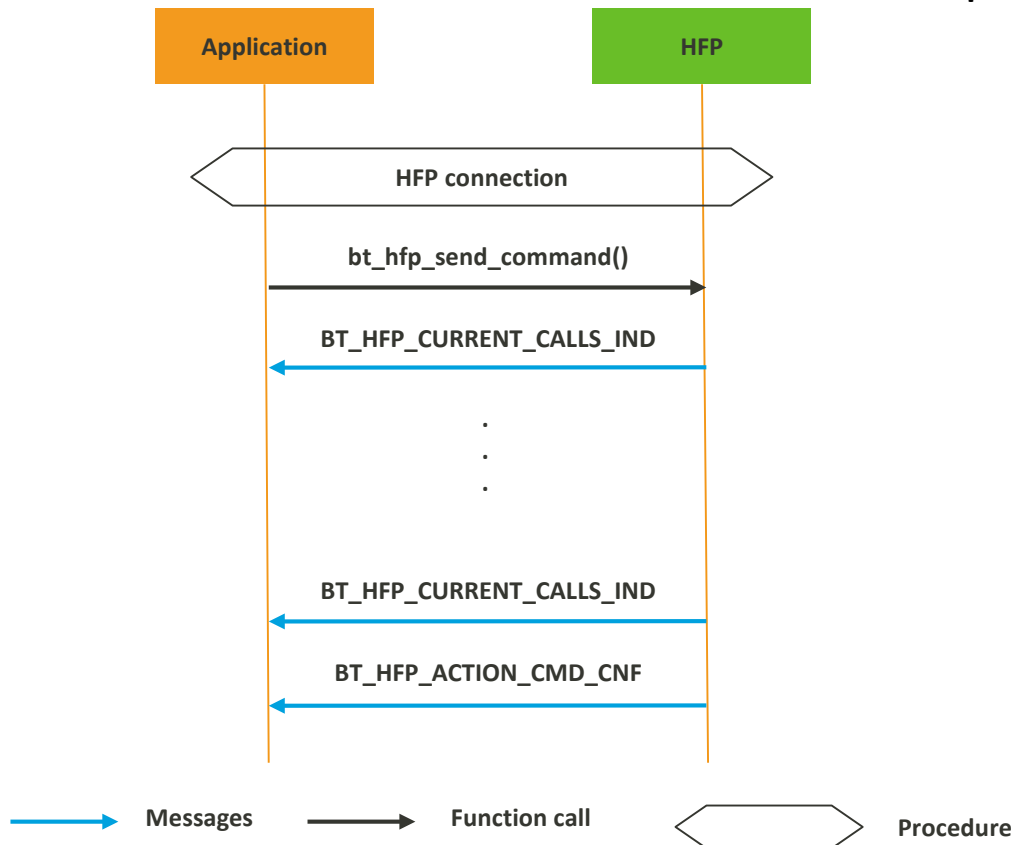 Application
HFP
HFP connection
bt_hfp_send_command()
BT_HFP_CURRENT_CALLS_IND
.
.
.
BT_HFP_CURRENT_CALLS_IND
BT_HFP_ACTION_CMD_CNF
Messages
Function call
Procedure